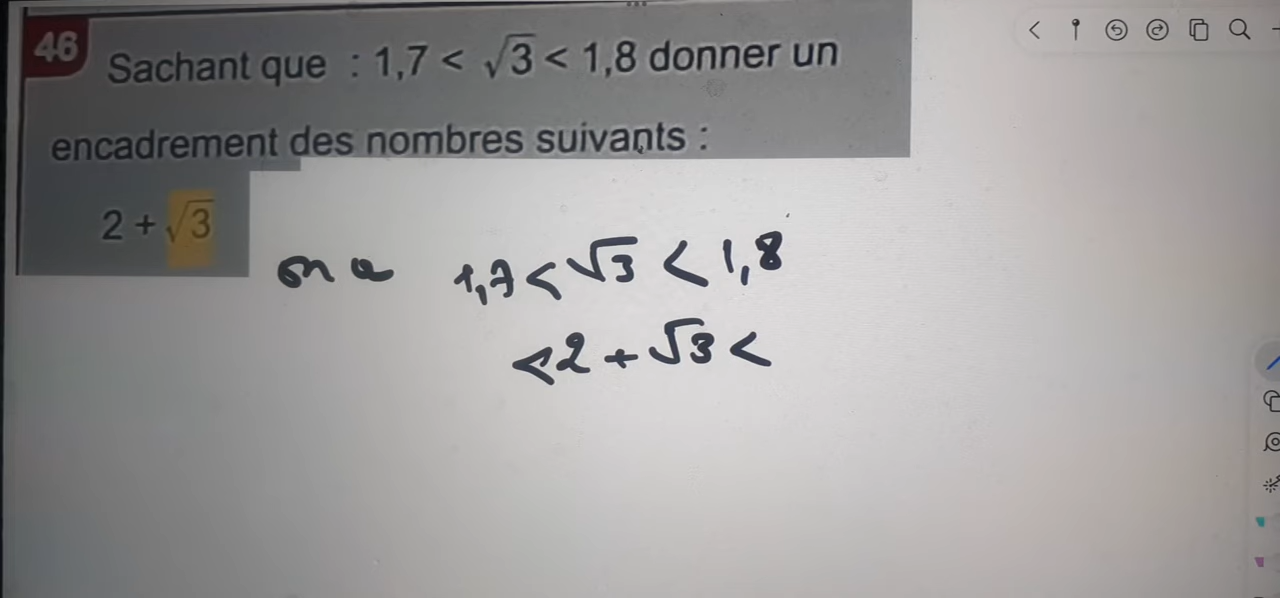 46
Sachant que : 1,7 < √3 < 1,8 donner un
encadrement des nombres suivants :
2 + √3
on a 1,7 < √3 < 1,8
< 2 + √3 <